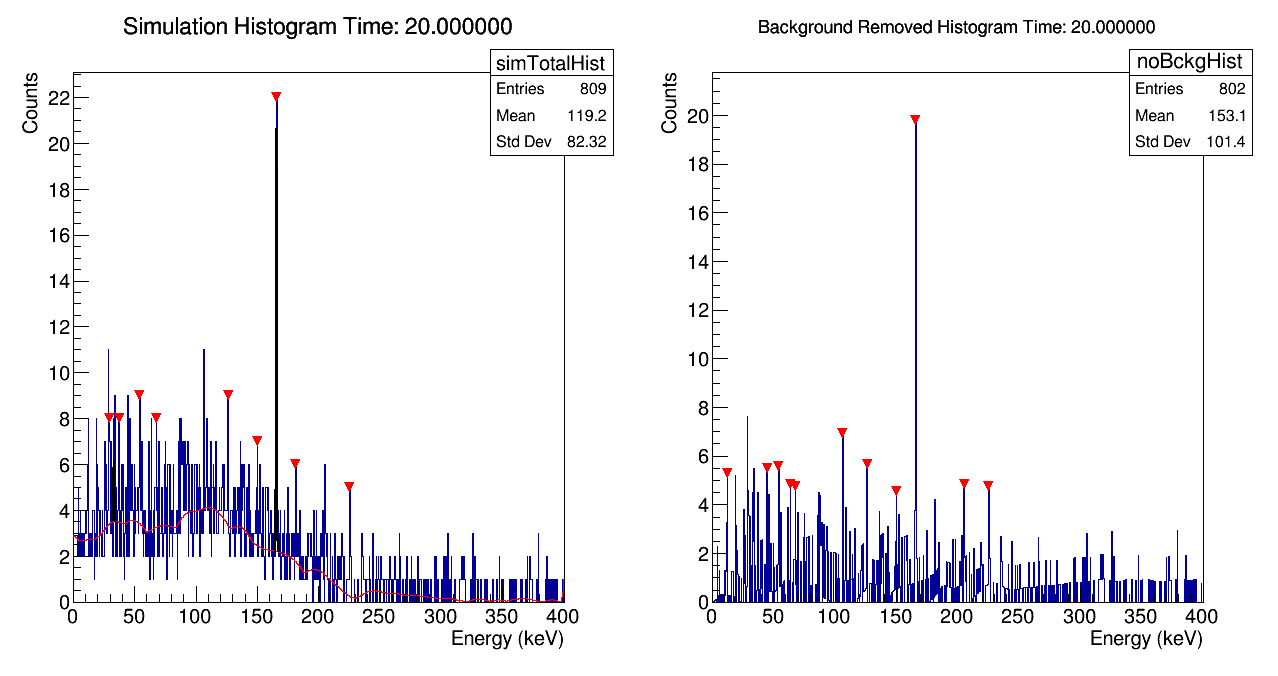 Simulation Histogram Time: 20.000000
simTotalHist
Entries 809
Mean 119.2
Std Dev 82.32
Counts
22
20
18
16
14
12
10
8
6
4
2
0
0 50 100 150 200 250 300 350 400
Energy (keV)
Background Removed Histogram Time: 20.000000
noBckgHist
Entries 802
Mean 153.1
Std Dev 101.4
Counts
20
18
16
14
12
10
8
6
4
2
0
0 50 100 150 200 250 300 350 400
Energy (keV)